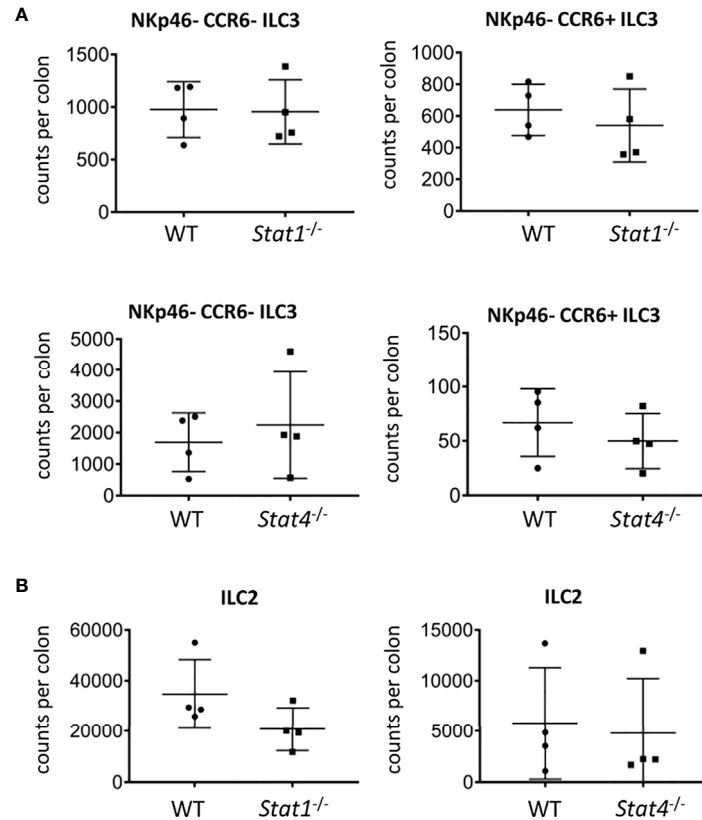 A
NKp46- CCR6- ILC3
counts per colon
1500
1000
500
0
WT Stat1-/-
NKp46- CCR6+ ILC3
counts per colon
1000
800
600
400
200
0
WT Stat1-/-
NKp46- CCR6- ILC3
counts per colon
5000
4000
3000
2000
1000
0
WT Stat4-/-
NKp46- CCR6+ ILC3
counts per colon
150
100
50
0
WT Stat4-/-
B
ILC2
counts per colon
60000
40000
20000
0
WT Stat1-/-
ILC2
counts per colon
15000
10000
5000
0
WT Stat4-/-